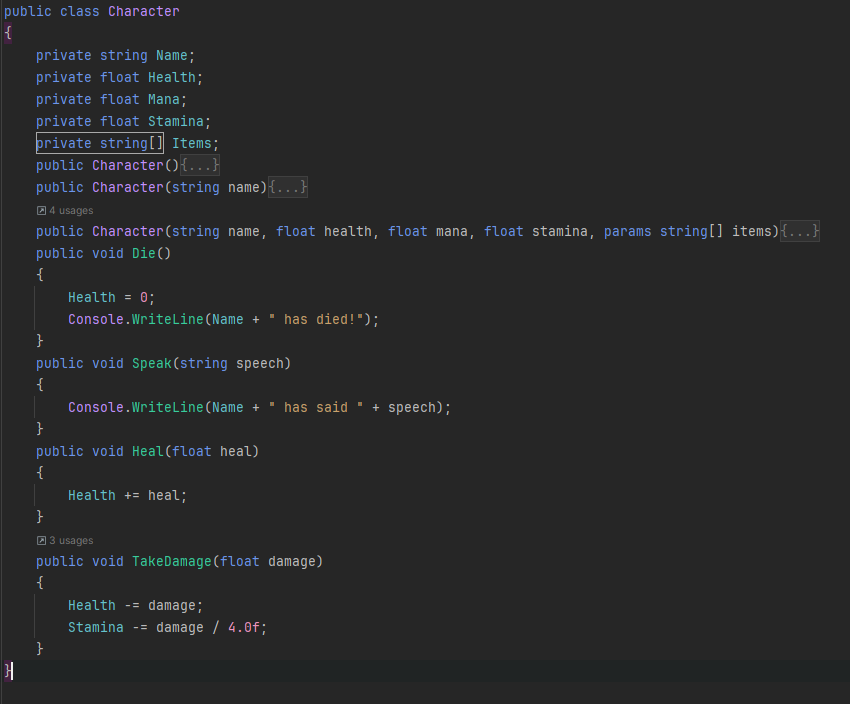 public class Character
{
    private string Name;
    private float Health;
    private float Mana;
    private float Stamina;
    private string[] Items;
    public Character(){...}
    public Character(string name){...}
    4 usages
    public Character(string name, float health, float mana, float stamina, params string[] items){...}
    public void Die()
    {
        Health = 0;
        Console.WriteLine(Name + " has died!");
    }
    public void Speak(string speech)
    {
        Console.WriteLine(Name + " has said " + speech);
    }
    public void Heal(float heal)
    {
        Health += heal;
    }
    3 usages
    public void TakeDamage(float damage)
    {
        Health -= damage;
        Stamina -= damage / 4.0f;
    }
}